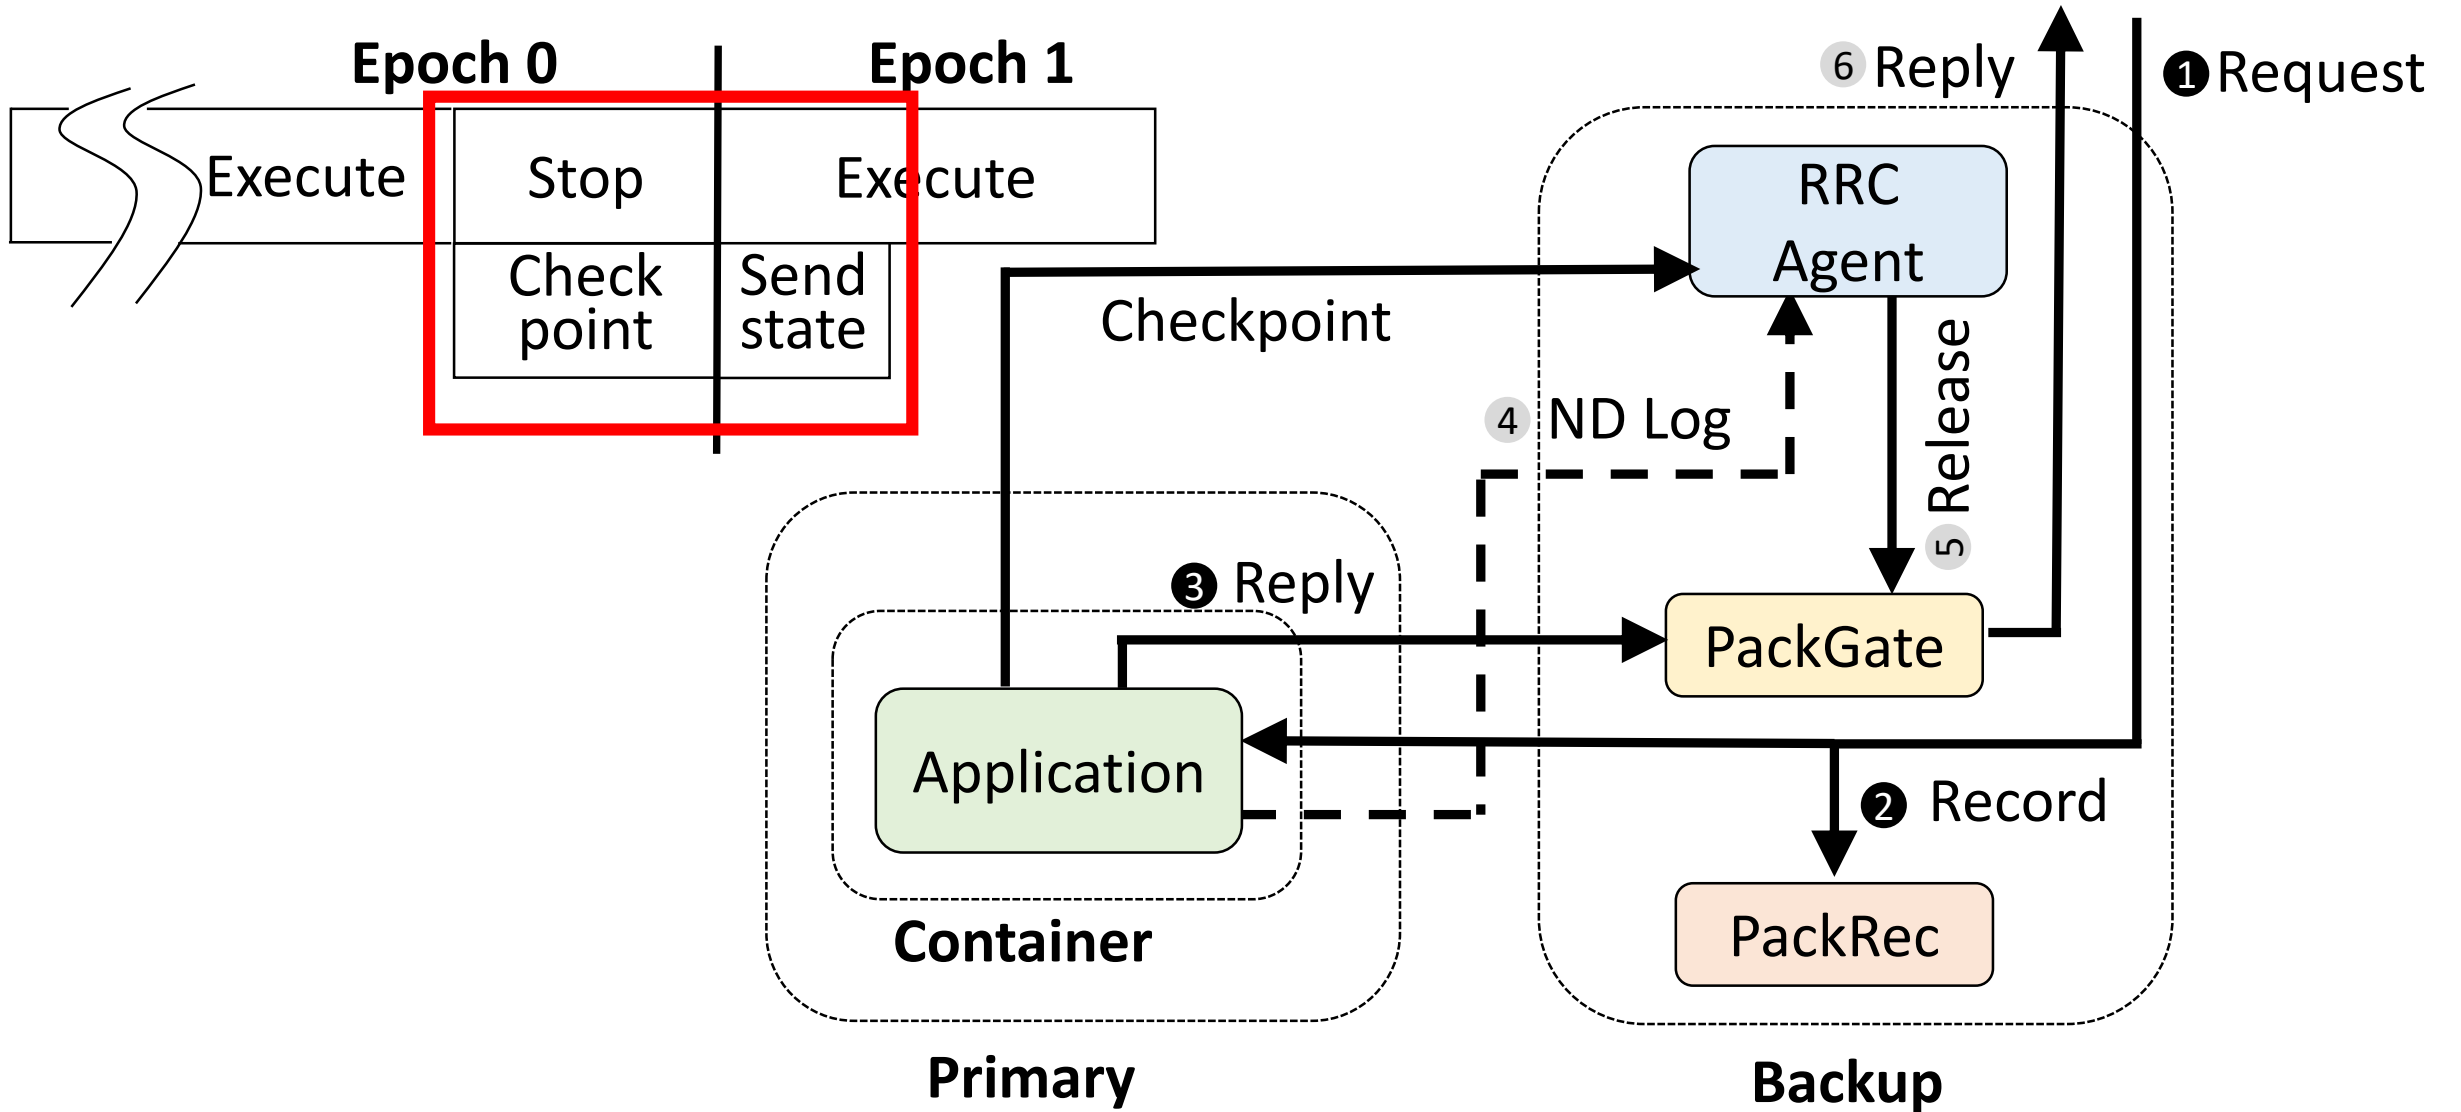 Epoch 0
Epoch 1
Execute
Stop
Execute
Check
point
Send
state
6 Reply
1 Request
RRC
Agent
Checkpoint
4 ND Log
5 Release
3 Reply
PackGate
Application
2 Record
PackRec
Container
Primary
Backup